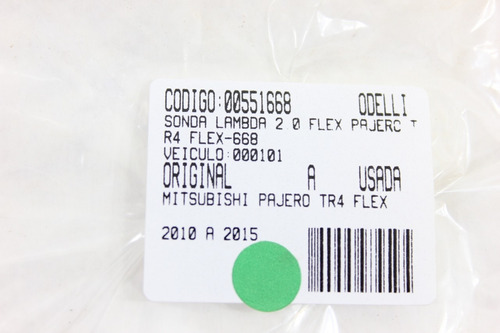 CODIGO:00551668 ODELLI
SONDA LAMBDA 2 0 FLEX PAJERO T
R4 FLEX-668
VEICULO:000101
ORIGINAL A USADA
MITSUBISHI PAJERO TR4 FLEX
2010 A 2015